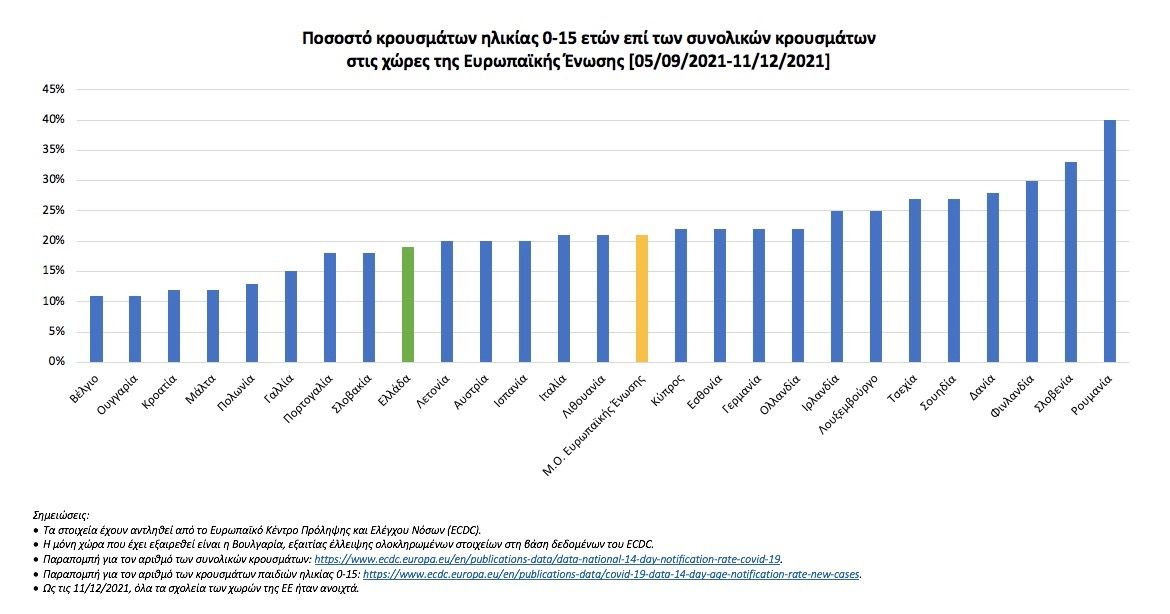 Ποσοστό κρουσμάτων ηλικίας 0-15 ετών επί των συνολικών κρουσμάτων
στις χώρες της Ευρωπαϊκής Ένωσης [05/09/2021-11/12/2021]
45%
40%
35%
30%
25%
20%
15%
10%
5%
0%
Βέλγιο
Ουγγαρία
Κροατία
Μάλτα
Πολωνία
Γαλλία
Πορτογαλία
Σλοβακία
Ελλάδα
Λετονία
Αυστρία
Ισπανία
Ιταλία
Λιθουανία
Μ.Ο. Ευρωπαϊκής Ένωσης
Κύπρος
Εσθονία
Γερμανία
Ολλανδία
Ιρλανδία
Λουξεμβούργο
Τσεχία
Σουηδία
Δανία
Φινλανδία
Σλοβενία
Ρουμανία
Σημειώσεις:
• Τα στοιχεία έχουν αντληθεί από το Ευρωπαϊκό Κέντρο Πρόληψης και Ελέγχου Νόσων (ECDC).
• Η μόνη χώρα που έχει εξαιρεθεί είναι η Βουλγαρία, εξαιτίας έλλειψης ολοκληρωμένων στοιχείων στη βάση δεδομένων του ECDC.
• Παραπομπή για τον αριθμό των συνολικών κρουσμάτων: https://www.ecdc.europa.eu/en/publications-data/data-national-14-day-notification-rate-covid-19.
• Παραπομπή για τον αριθμό των κρουσμάτων παιδιών ηλικίας 0-15: https://www.ecdc.europa.eu/en/publications-data/covid-19-data-14-day-age-notification-rate-new-cases.
• Ως τις 11/12/2021, όλα τα σχολεία των χωρών της ΕΕ ήταν ανοιχτά.